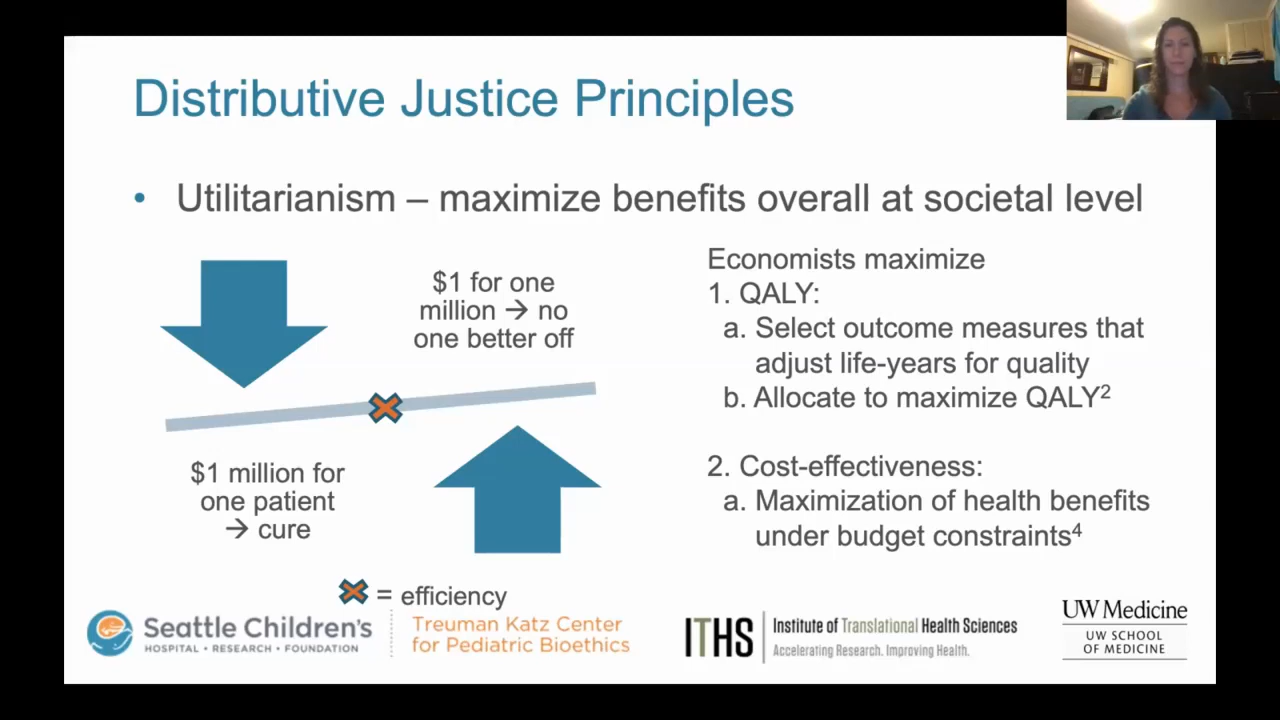 Distributive Justice Principles
• Utilitarianism – maximize benefits overall at societal level
$1 for one
million → no
one better off
$1 million for
one patient
→ cure
= efficiency
Economists maximize
1. QALY:
a. Select outcome measures that
adjust life-years for quality
b. Allocate to maximize QALY²
2. Cost-effectiveness:
a. Maximization of health benefits
under budget constraints⁴
Seattle Children's
HOSPITAL • RESEARCH • FOUNDATION
Treuman Katz Center
for Pediatric Bioethics
ITHS
Institute of Translational Health Sciences
Accelerating Research. Improving Health.
UW Medicine
UW SCHOOL
OF MEDICINE